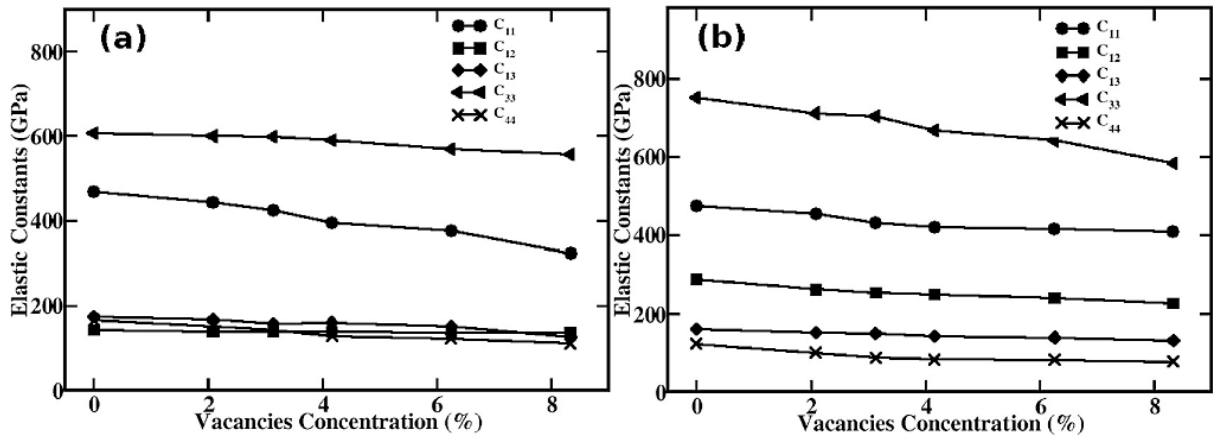 (a)
C11
C12
C13
C33
C44
800
600
400
200
0
Elastic Constants (GPa)
0 2 4 6 8
Vacancies Concentration (%)
(b)
C11
C12
C13
C33
C44
800
600
400
200
0
Elastic Constants (GPa)
0 2 4 6 8
Vacancies Concentration (%)